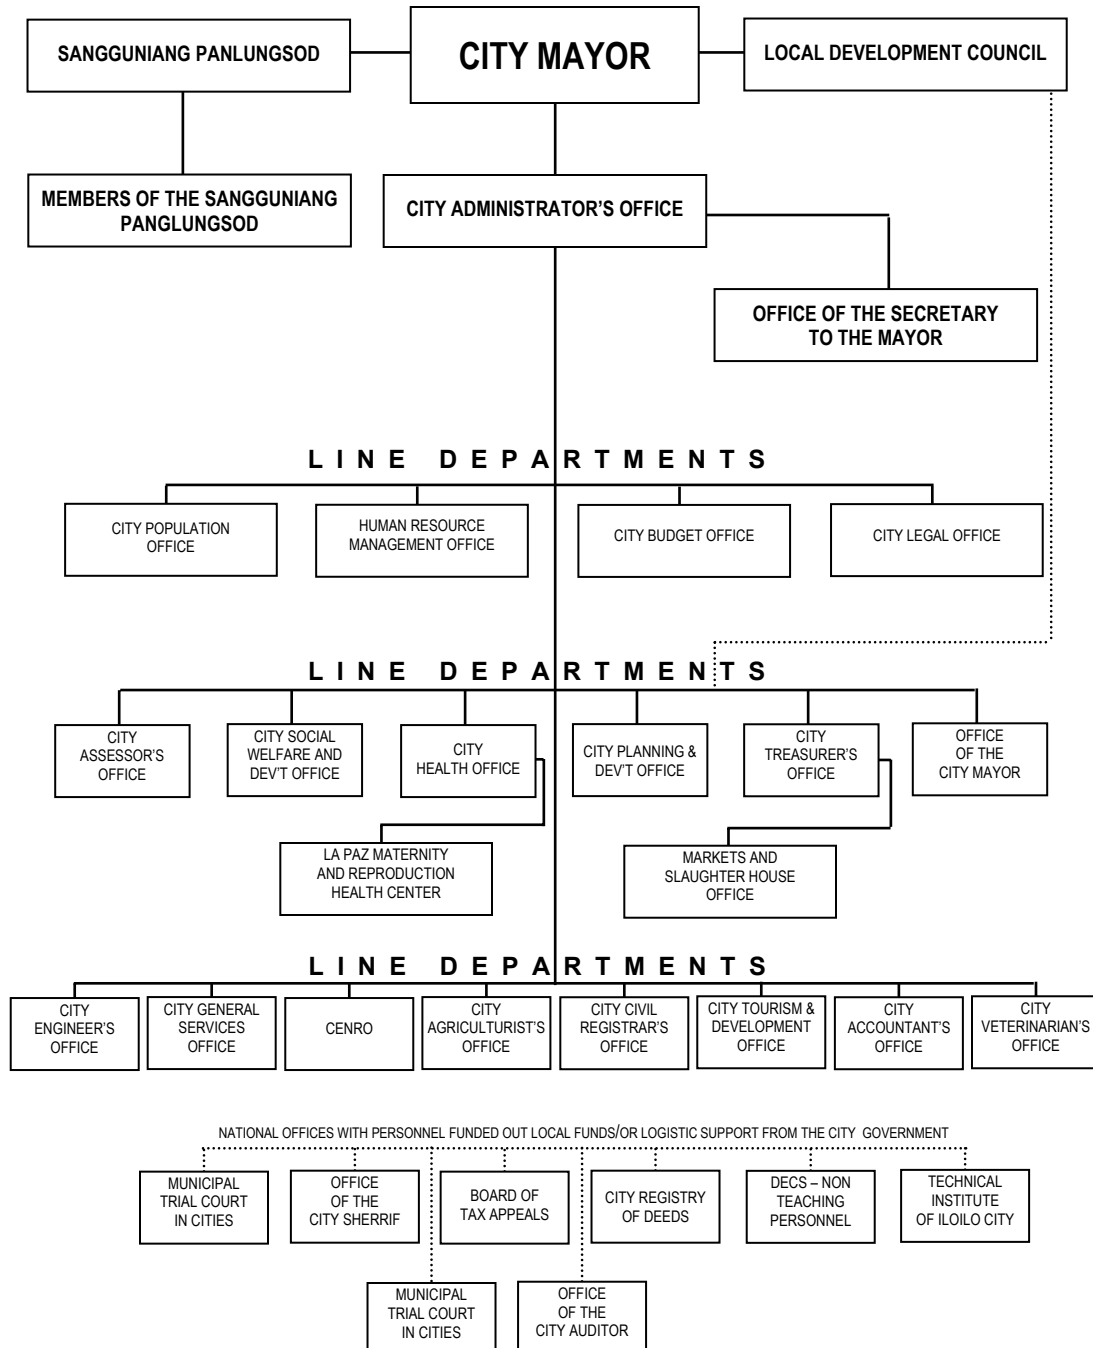 SANGGUNIANG PANLUNGSOD
CITY MAYOR
LOCAL DEVELOPMENT COUNCIL
MEMBERS OF THE SANGGUNIANG
PANGLUNGSOD
CITY ADMINISTRATOR'S OFFICE
OFFICE OF THE SECRETARY
TO THE MAYOR
LINE DEPARTMENTS
CITY POPULATION
OFFICE
HUMAN RESOURCE
MANAGEMENT OFFICE
CITY BUDGET OFFICE
CITY LEGAL OFFICE
LINE DEPARTMENTS
CITY
ASSESSOR'S
OFFICE
CITY SOCIAL
WELFARE AND
DEV'T OFFICE
CITY
HEALTH OFFICE
CITY PLANNING &
DEV'T OFFICE
CITY
TREASURER'S
OFFICE
OFFICE
OF THE
CITY MAYOR
LA PAZ MATERNITY
AND REPRODUCTION
HEALTH CENTER
MARKETS AND
SLAUGHTER HOUSE
OFFICE
LINE DEPARTMENTS
CITY
ENGINEER'S
OFFICE
CITY GENERAL
SERVICES
OFFICE
CENRO
CITY
AGRICULTURIST'S
OFFICE
CITY CIVIL
REGISTRAR'S
OFFICE
CITY TOURISM &
DEVELOPMENT
OFFICE
CITY
ACCOUNTANT'S
OFFICE
CITY
VETERINARIAN'S
OFFICE
NATIONAL OFFICES WITH PERSONNEL FUNDED OUT LOCAL FUNDS/OR LOGISTIC SUPPORT FROM THE CITY GOVERNMENT
MUNICIPAL
TRIAL COURT
IN CITIES
OFFICE
OF THE
CITY SHERRIF
BOARD OF
TAX APPEALS
CITY REGISTRY
OF DEEDS
DECS – NON
TEACHING
PERSONNEL
TECHNICAL
INSTITUTE
OF ILOILO CITY
MUNICIPAL
TRIAL COURT
IN CITIES
OFFICE
OF THE
CITY AUDITOR